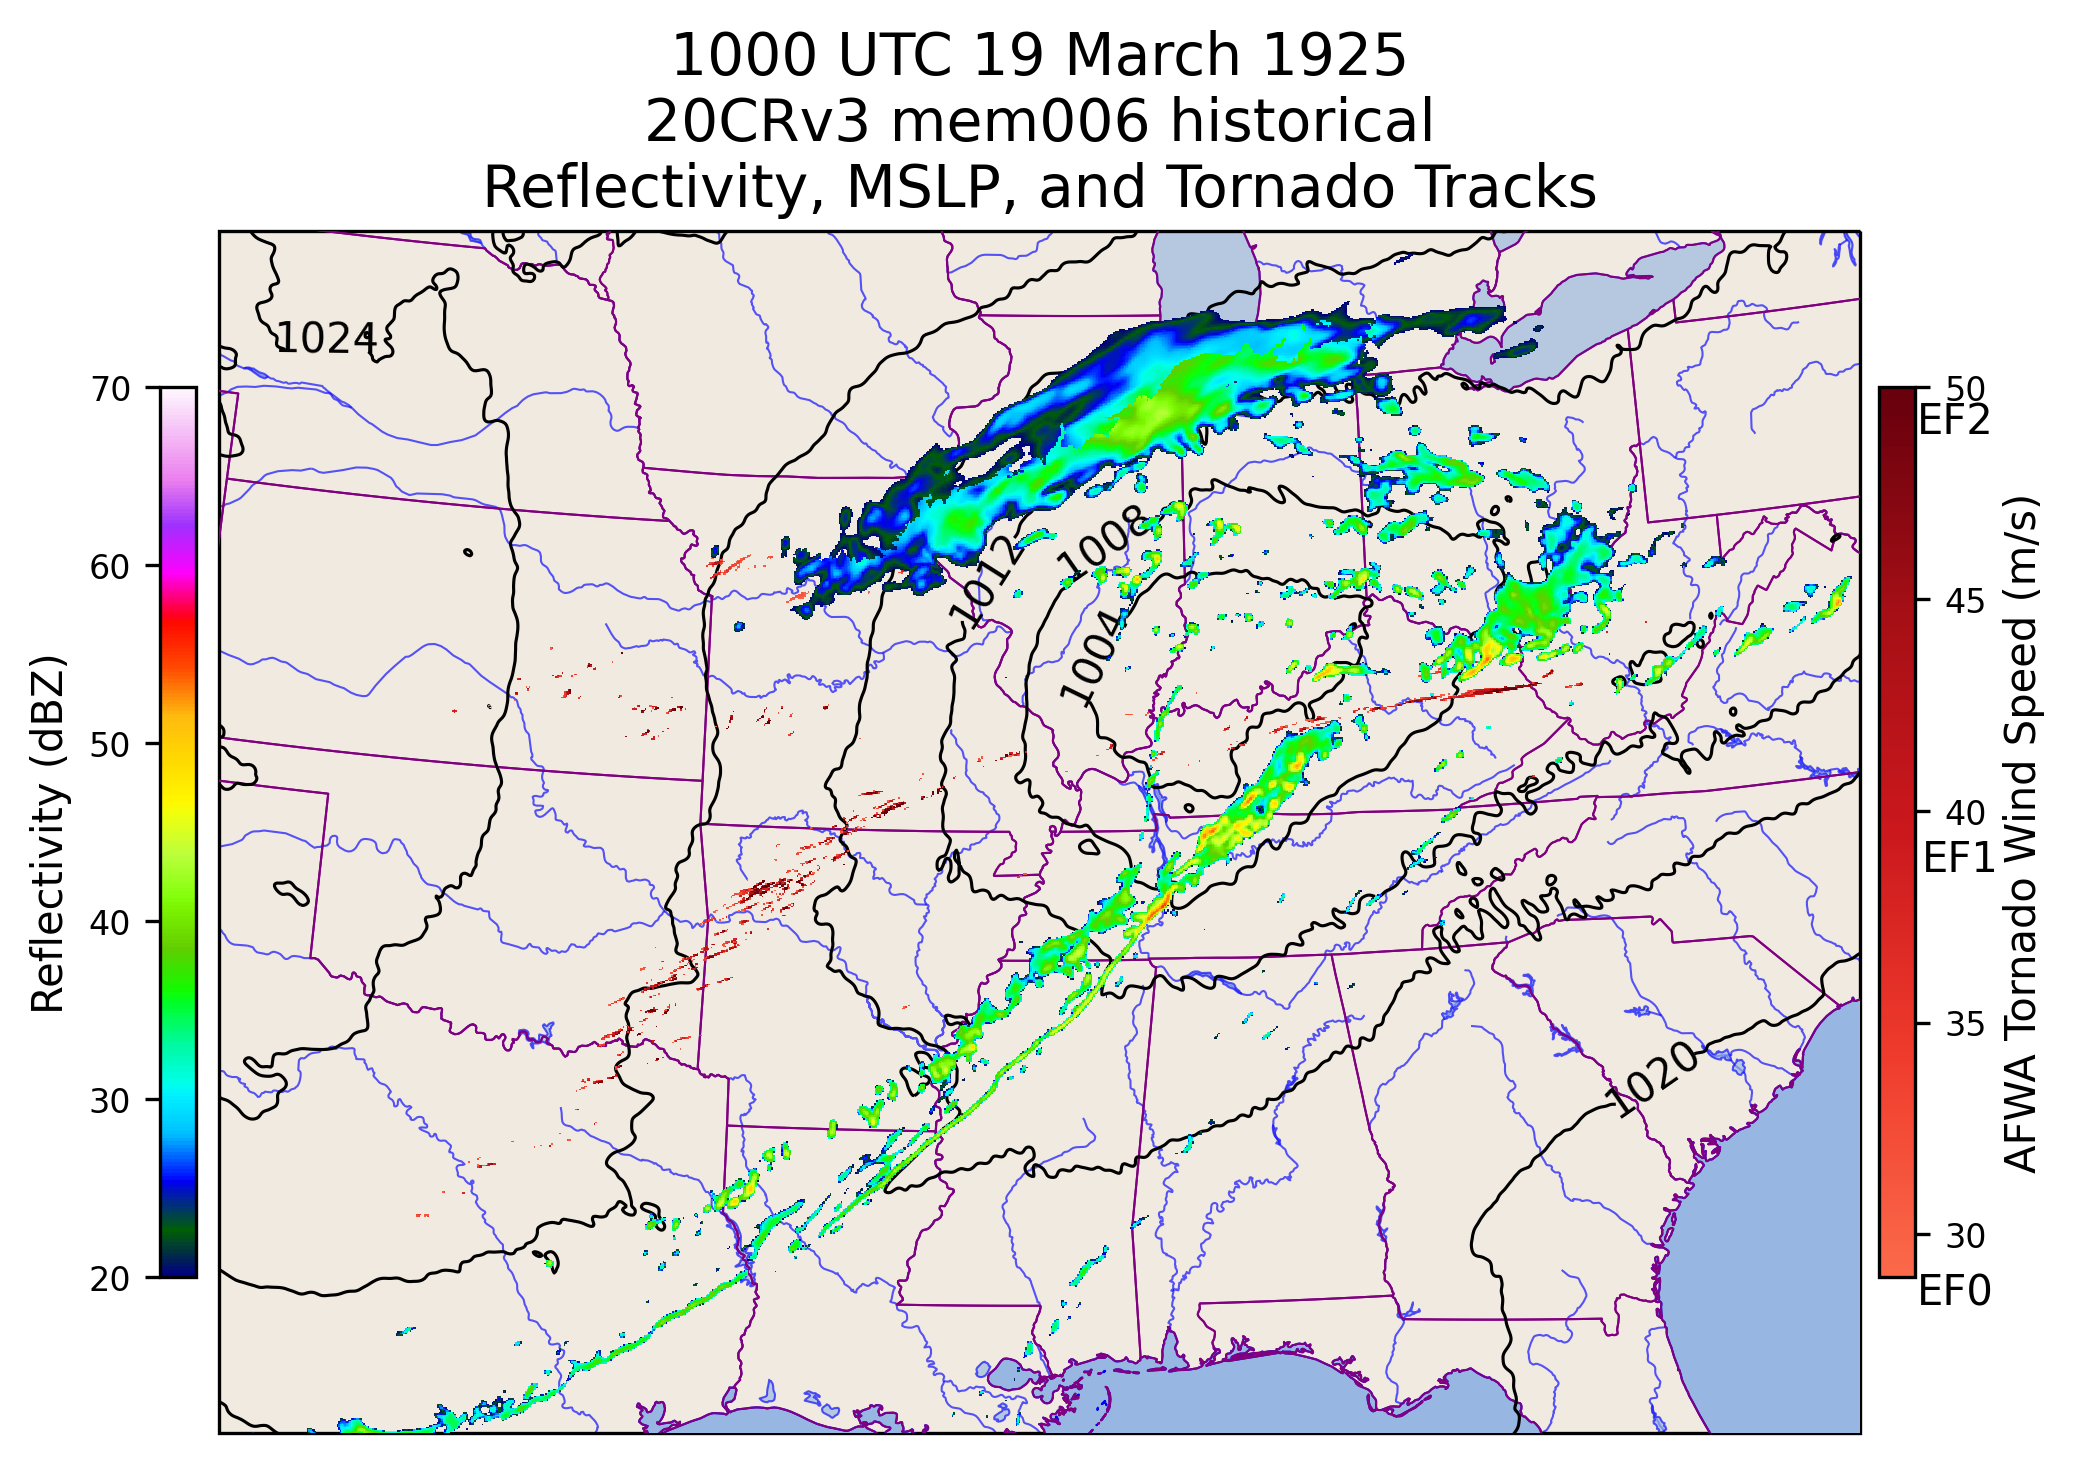 1000 UTC 19 March 1925
20CRv3 mem006 historical
Reflectivity, MSLP, and Tornado Tracks
1024
1012
1008
1004
1020
70
60
50
40
30
20
Reflectivity (dBZ)
50
EF2
45
40
EF1
35
30
EF0
AFWA Tornado Wind Speed (m/s)